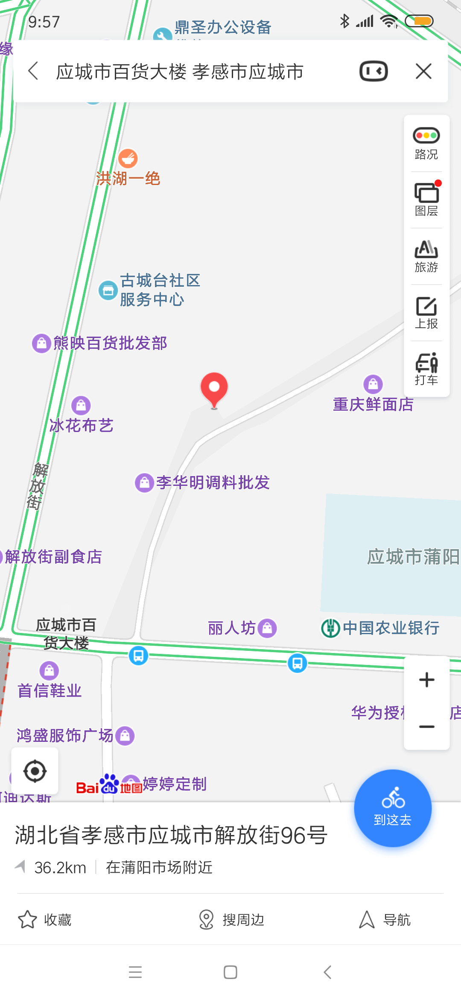 9:57
鼎圣办公设备
缘
应城市百货大楼 孝感市应城市
路况
洪湖一绝
图层
旅游
古城台社区
服务中心
上报
熊映百货批发部
打车
重庆鲜面店
冰花布艺
解放街
李华明调料批发
解放街副食店
应城市蒲阳
应城市百
货大楼
丽人坊
中国农业银行
首信鞋业
华为授
店
鸿盛服饰广场
Bai du 地图
婷婷定制
迪达斯
到这去
湖北省孝感市应城市解放街96号
36.2km
在蒲阳市场附近
收藏
搜周边
导航